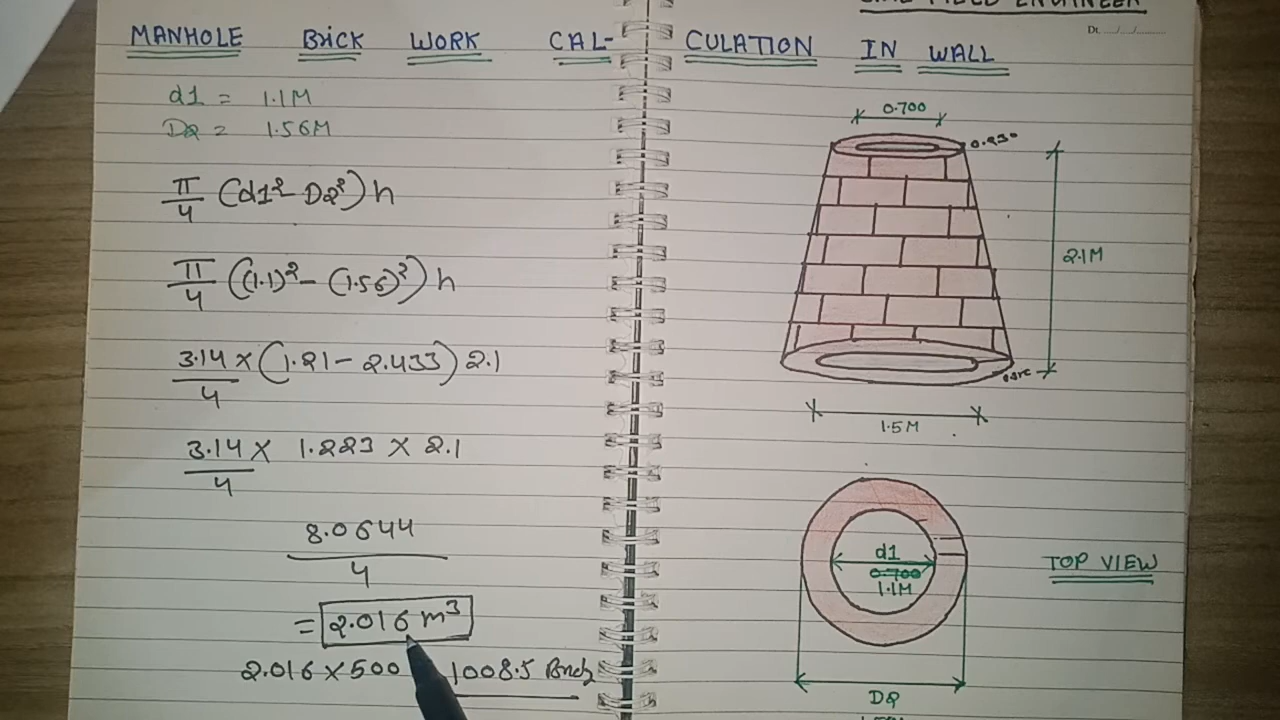 MANHOLE BRICK WORK CAL-CULATION IN WALL
Dt.
d1 = 1.1M
D2 = 1.56M
π/4 (d1² - D2²) h
π/4 ((1.1)² - (1.56)²) h
3.14/4 × (1.21 - 2.433) 2.1
3.14/4 × 1.223 × 2.1
8.0644/4
= 2.016 m³
2.016 × 500
1008.5
0.700
0.230
2.1M
1.5M
d1
0.700
1.1M
TOP VIEW
D2